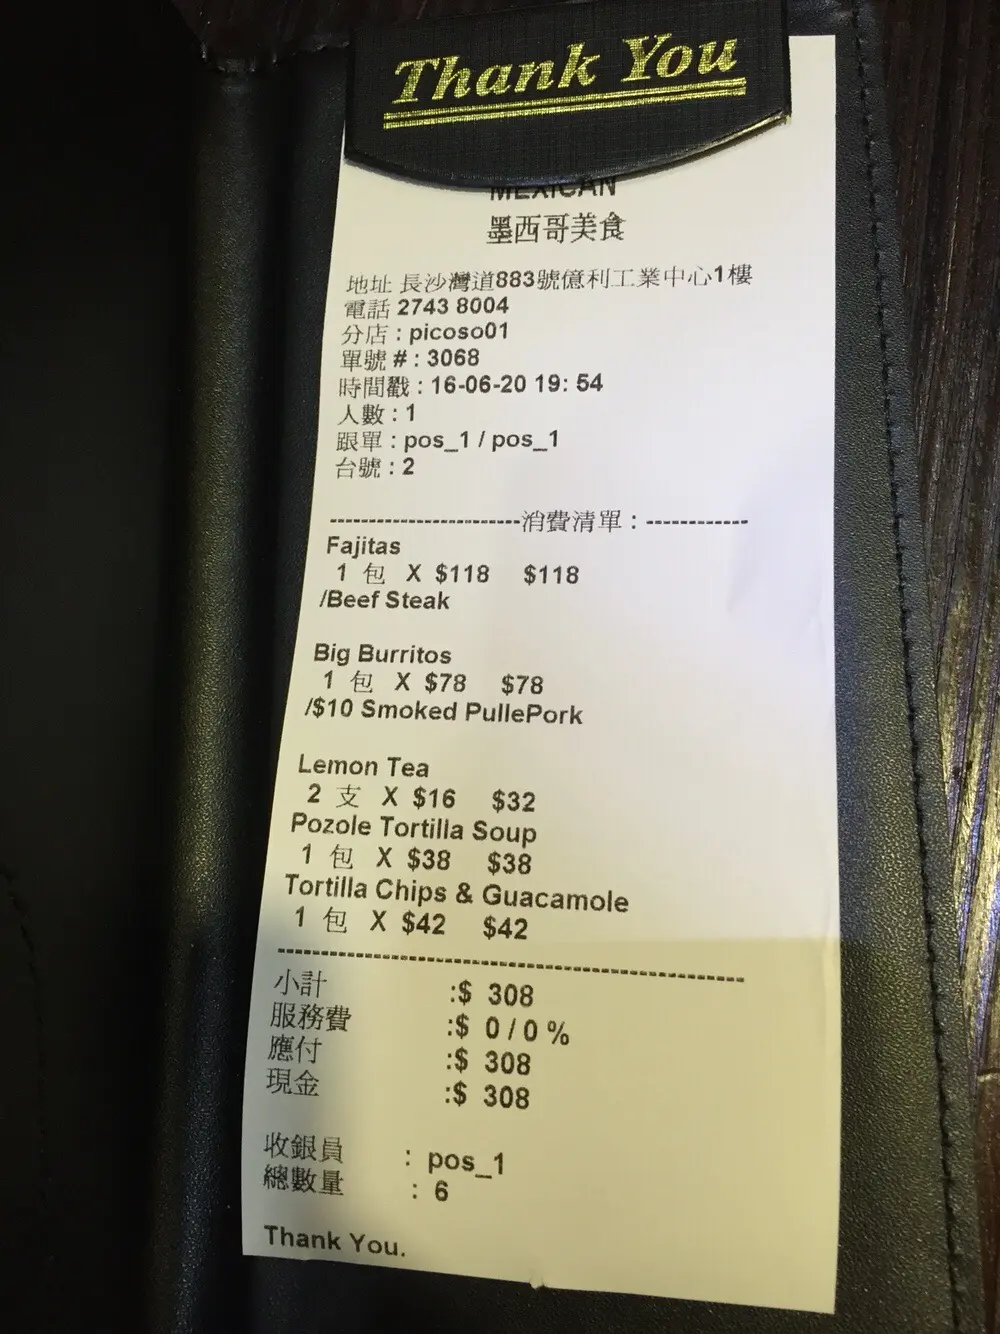 Thank You
MEXICAN
墨西哥美食
地址 長沙灣道883號億利工業中心1樓
電話 2743 8004
分店 : picoso01
單號 # : 3068
時間戳 : 16-06-20 19: 54
人數 : 1
跟單 : pos_1 / pos_1
台號 : 2
------------------------消費清單 : -------------
Fajitas
1 包 X $118 $118
/Beef Steak
Big Burritos
1 包 X $78 $78
/$10 Smoked PullePork
Lemon Tea
2 支 X $16 $32
Pozole Tortilla Soup
1 包 X $38 $38
Tortilla Chips & Guacamole
1 包 X $42 $42
------------------------------------------------------------
小計 :$ 308
服務費 :$ 0 / 0 %
應付 :$ 308
現金 :$ 308
收銀員 : pos_1
總數量 : 6
Thank You.